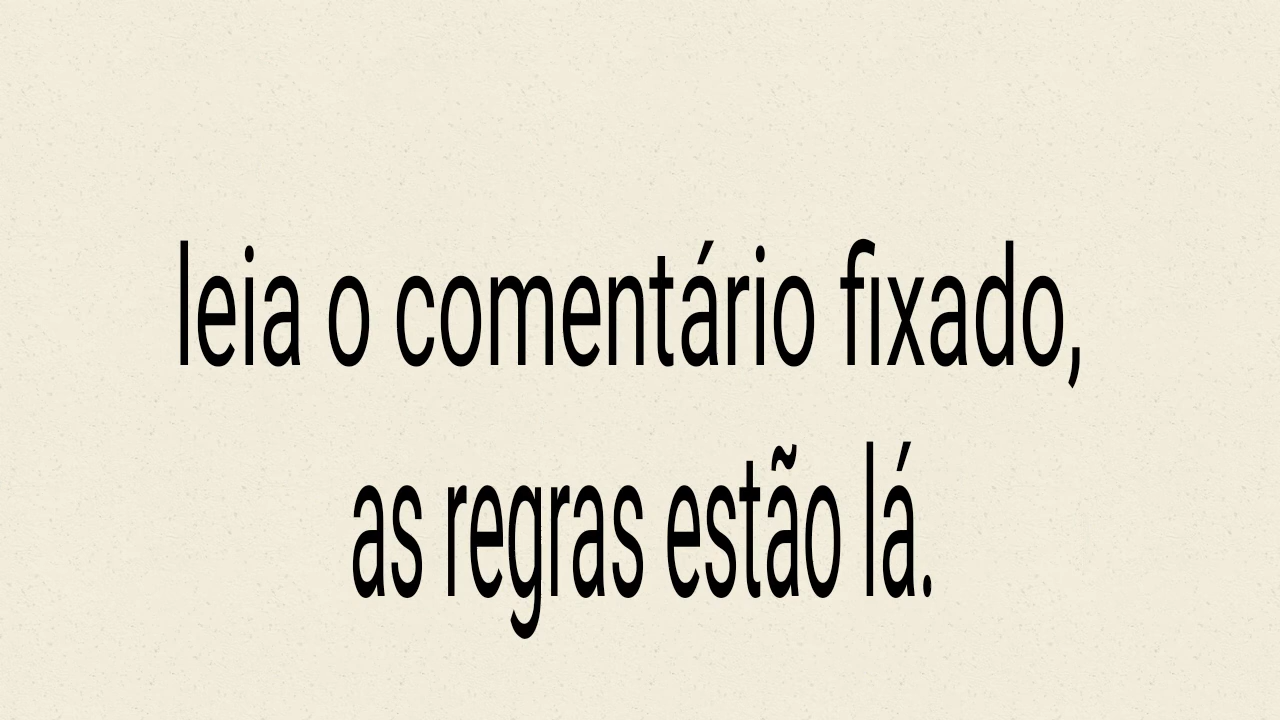 leia o comentário fixado,
as regras estão lá.